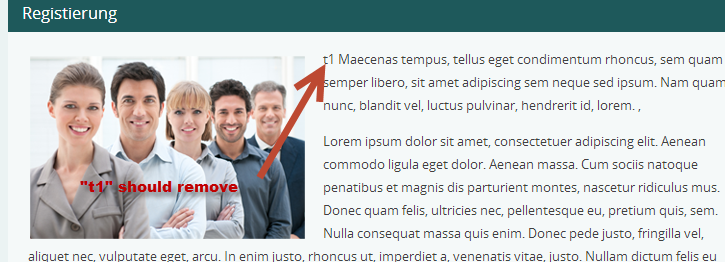 Registierung
t1 Maecenas tempus, tellus eget condimentum rhoncus, sem quam
semper libero, sit amet adipiscing sem neque sed ipsum. Nam quam
nunc, blandit vel, luctus pulvinar, hendrerit id, lorem. ,
"t1" should remove
Lorem ipsum dolor sit amet, consectetuer adipiscing elit. Aenean
commodo ligula eget dolor. Aenean massa. Cum sociis natoque
penatibus et magnis dis parturient montes, nascetur ridiculus mus.
Donec quam felis, ultricies nec, pellentesque eu, pretium quis, sem.
Nulla consequat massa quis enim. Donec pede justo, fringilla vel,
aliquet nec, vulputate eget, arcu. In enim justo, rhoncus ut, imperdiet a, venenatis vitae, justo. Nullam dictum felis eu